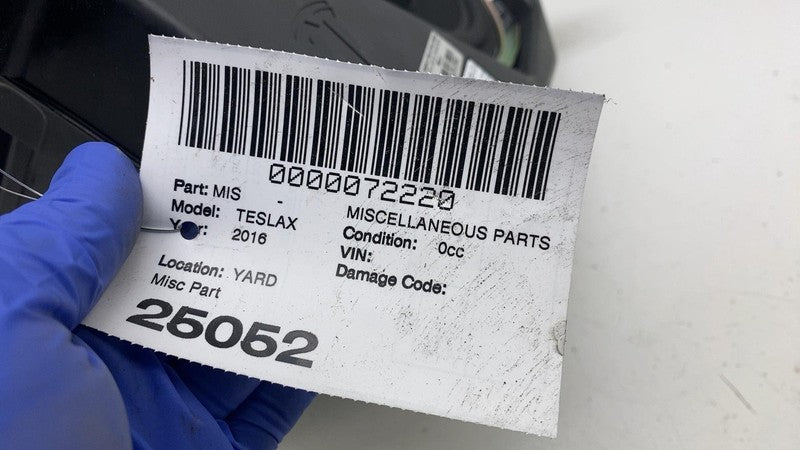 0000072220
Part: MIS - MISCELLANEOUS PARTS
Model: TESLAX Condition: 0cc
Year: 2016 VIN:
Location: YARD Damage Code:
Misc Part
25052